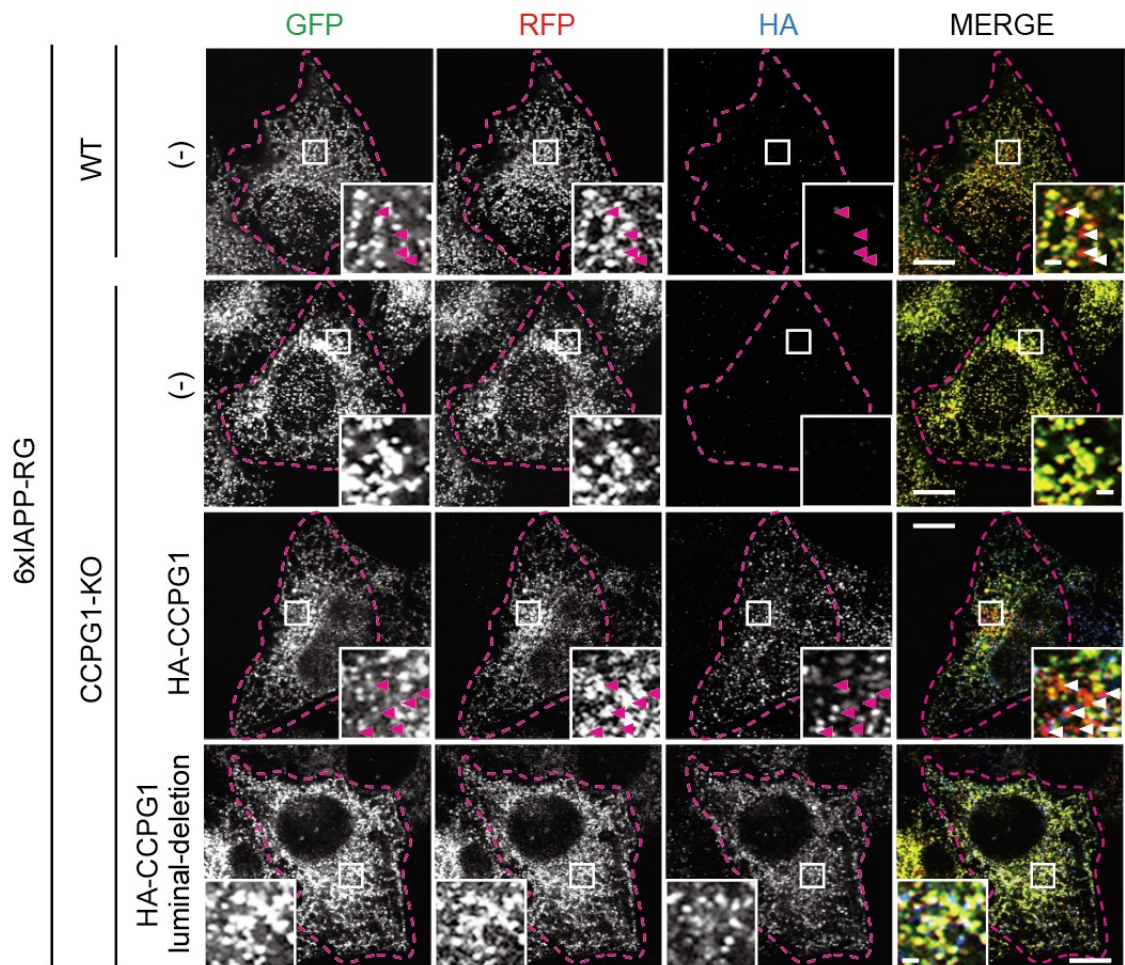 GFP RFP HA MERGE
6xIAPP-RG
WT
(-)
CCPG1-KO
(-)
HA-CCPG1
HA-CCPG1
luminal-deletion